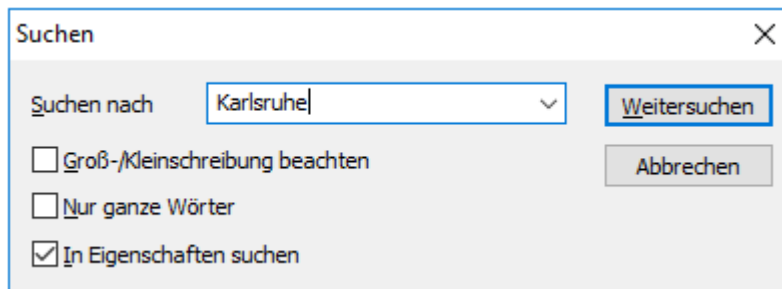 Suchen
Suchen nach Karlsruhe Weitersuchen
Groß-/Kleinschreibung beachten Abbrechen
Nur ganze Wörter
In Eigenschaften suchen